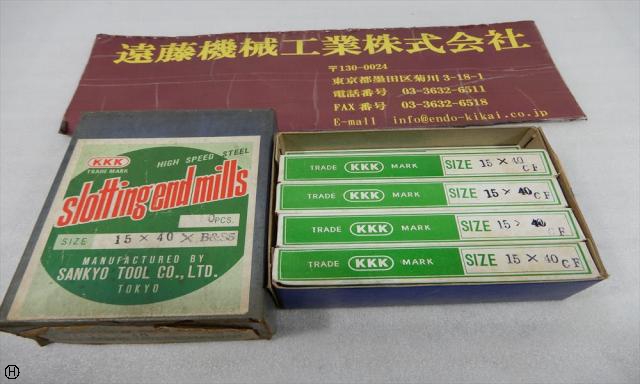 遠藤機械工業株式会社
〒130-0024
東京都墨田区菊川3-18-1
電話番号 03-3632-6511
FAX番号 03-3632-6518
E-mail info@endo-kikai.co.jp
KKK
TRADE MARK
HIGH SPEED STEEL
slotting end mills
PCS.
SIZE 15 × 40 × B&S5
MANUFACTURED BY
SANKYO TOOL CO., LTD.
TOKYO
TRADE KKK MARK SIZE 15 × 40 CF
TRADE KKK MARK SIZE 15 × 40 CF
TRADE KKK MARK SIZE 15 × 40 CF
TRADE KKK MARK SIZE 15 × 40 CF
H